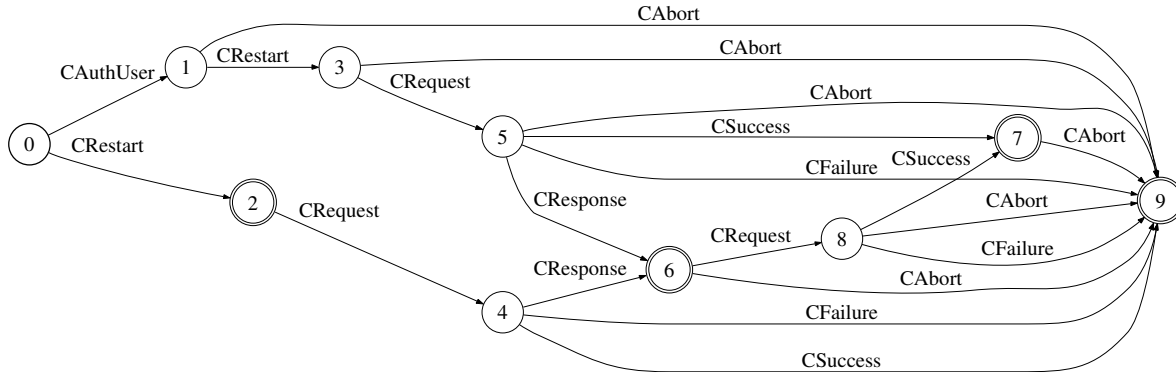 CAbort
CAuthUser
1
CRestart
3
CAbort
CRequest
0
CRestart
5
CAbort
CSuccess
7
CAbort
CSuccess
CFailure
2
CRequest
CResponse
9
CAbort
8
CRequest
CFailure
CResponse
6
CAbort
4
CFailure
CSuccess